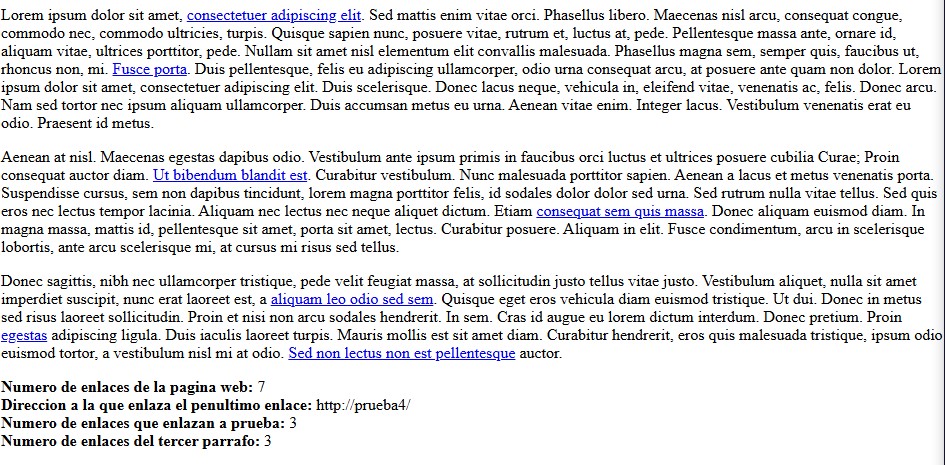 Lorem ipsum dolor sit amet, consectetuer adipiscing elit. Sed mattis enim vitae orci. Phasellus libero. Maecenas nisl arcu, consequat congue,
commodo nec, commodo ultricies, turpis. Quisque sapien nunc, posuere vitae, rutrum et, luctus at, pede. Pellentesque massa ante, ornare id,
aliquam vitae, ultrices porttitor, pede. Nullam sit amet nisl elementum elit convallis malesuada. Phasellus magna sem, semper quis, faucibus ut,
rhoncus non, mi. Fusce porta. Duis pellentesque, felis eu adipiscing ullamcorper, odio urna consequat arcu, at posuere ante quam non dolor. Lorem
ipsum dolor sit amet, consectetuer adipiscing elit. Duis scelerisque. Donec lacus neque, vehicula in, eleifend vitae, venenatis ac, felis. Donec arcu.
Nam sed tortor nec ipsum aliquam ullamcorper. Duis accumsan metus eu urna. Aenean vitae enim. Integer lacus. Vestibulum venenatis erat eu
odio. Praesent id metus.
Aenean at nisl. Maecenas egestas dapibus odio. Vestibulum ante ipsum primis in faucibus orci luctus et ultrices posuere cubilia Curae; Proin
consequat auctor diam. Ut bibendum blandit est. Curabitur vestibulum. Nunc malesuada porttitor sapien. Aenean a lacus et metus venenatis porta.
Suspendisse cursus, sem non dapibus tincidunt, lorem magna porttitor felis, id sodales dolor dolor sed urna. Sed rutrum nulla vitae tellus. Sed quis
eros nec lectus tempor lacinia. Aliquam nec lectus nec neque aliquet dictum. Etiam consequat sem quis massa. Donec aliquam euismod diam. In
magna massa, mattis id, pellentesque sit amet, porta sit amet, lectus. Curabitur posuere. Aliquam in elit. Fusce condimentum, arcu in scelerisque
lobortis, ante arcu scelerisque mi, at cursus mi risus sed tellus.
Donec sagittis, nibh nec ullamcorper tristique, pede velit feugiat massa, at sollicitudin justo tellus vitae justo. Vestibulum aliquet, nulla sit amet
imperdiet suscipit, nunc erat laoreet est, a aliquam leo odio sed sem. Quisque eget eros vehicula diam euismod tristique. Ut dui. Donec in metus
sed risus laoreet sollicitudin. Proin et nisi non arcu sodales hendrerit. In sem. Cras id augue eu lorem dictum interdum. Donec pretium. Proin
egestas adipiscing ligula. Duis iaculis laoreet turpis. Mauris mollis est sit amet diam. Curabitur hendrerit, eros quis malesuada tristique, ipsum odio
euismod tortor, a vestibulum nisl mi at odio. Sed non lectus non est pellentesque auctor.
Numero de enlaces de la pagina web: 7
Direccion a la que enlaza el penultimo enlace: http://prueba4/
Numero de enlaces que enlazan a prueba: 3
Numero de enlaces del tercer parrafo: 3